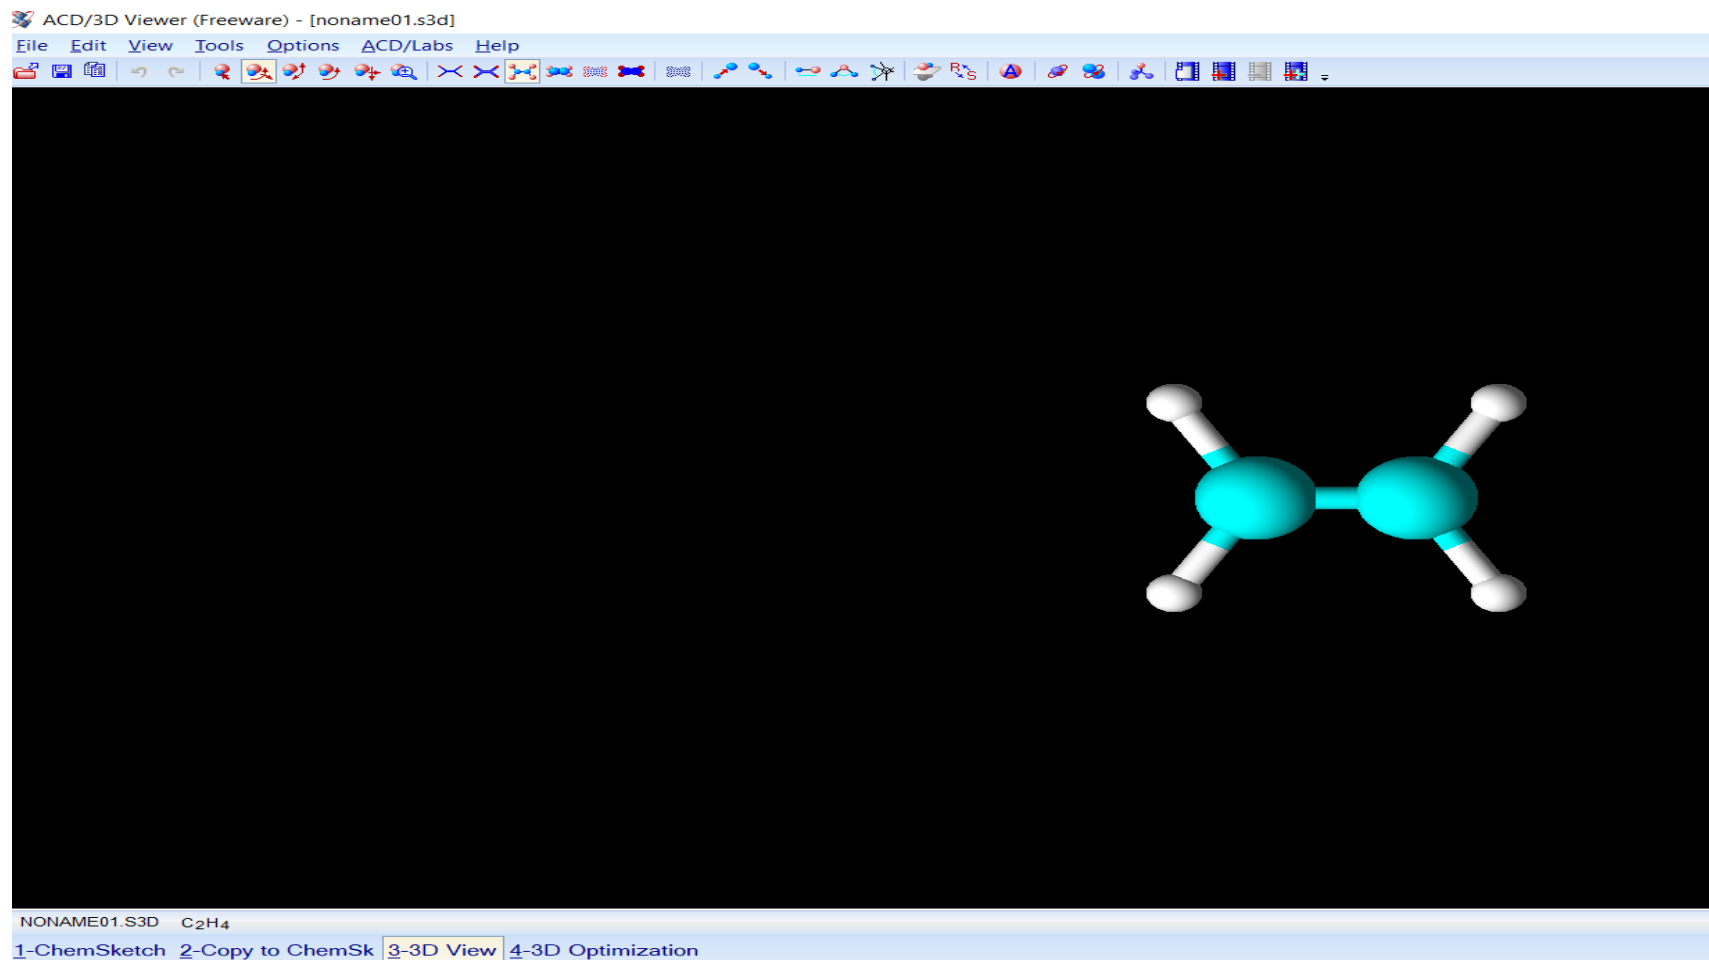 ACD/3D Viewer (Freeware) - [noname01.s3d]
File Edit View Tools Options ACD/Labs Help
R S A
NONAME01.S3D C2H4
1-ChemSketch 2-Copy to ChemSk 3-3D View 4-3D Optimization